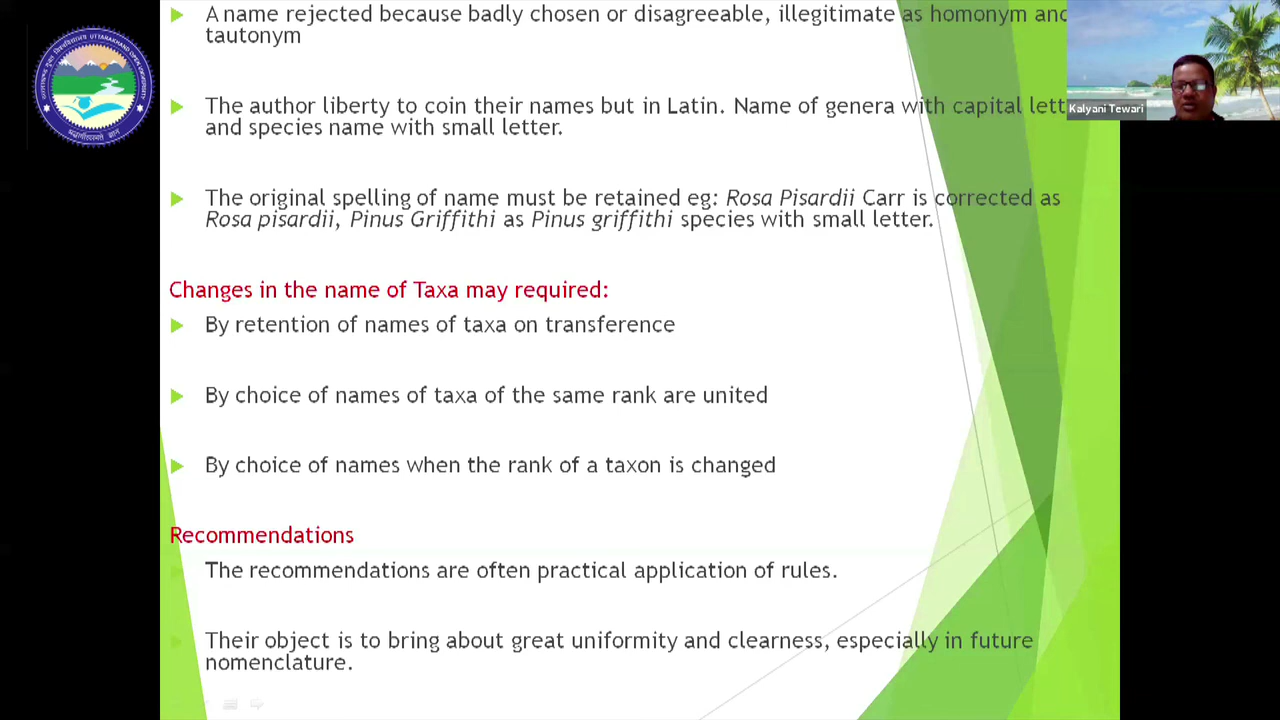 A name rejected because badly chosen or disagreeable, illegitimate as homonym and
tautonym
The author liberty to coin their names but in Latin. Name of genera with capital lett
and species name with small letter.
The original spelling of name must be retained eg: Rosa Pisardii Carr is corrected as
Rosa pisardii, Pinus Griffithi as Pinus griffithi species with small letter.
Changes in the name of Taxa may required:
By retention of names of taxa on transference
By choice of names of taxa of the same rank are united
By choice of names when the rank of a taxon is changed
Recommendations
The recommendations are often practical application of rules.
Their object is to bring about great uniformity and clearness, especially in future
nomenclature.
Kalyani Tewari
UTTARAKHAND OPEN UNIVERSITY